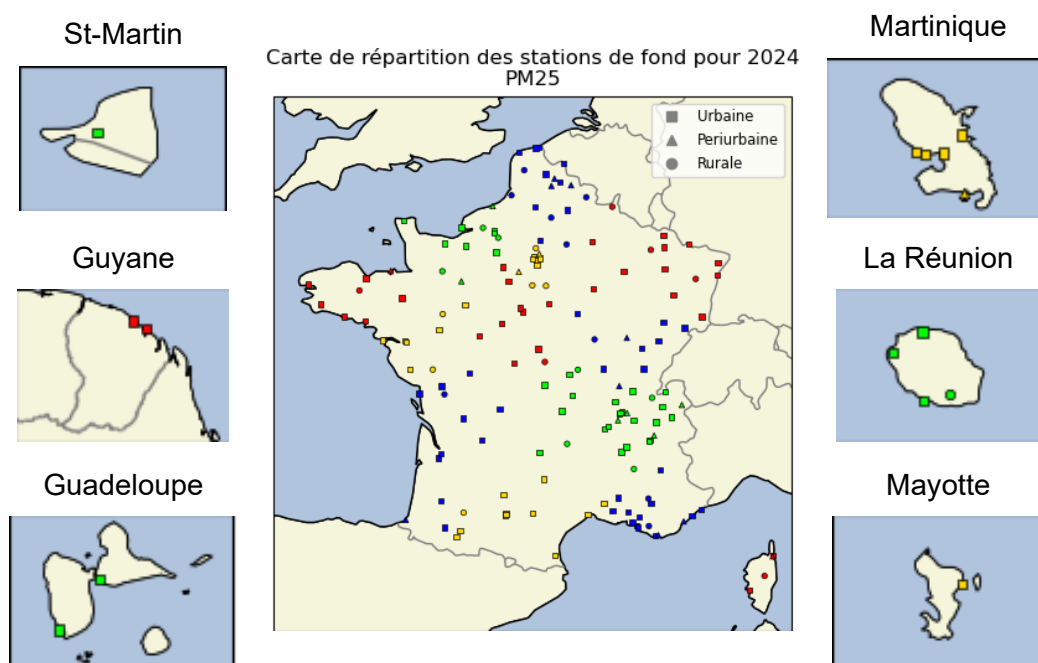 St-Martin
Martinique
Carte de répartition des stations de fond pour 2024
PM25
Urbaine
Periurbaine
Rurale
Guyane
La Réunion
Guadeloupe
Mayotte